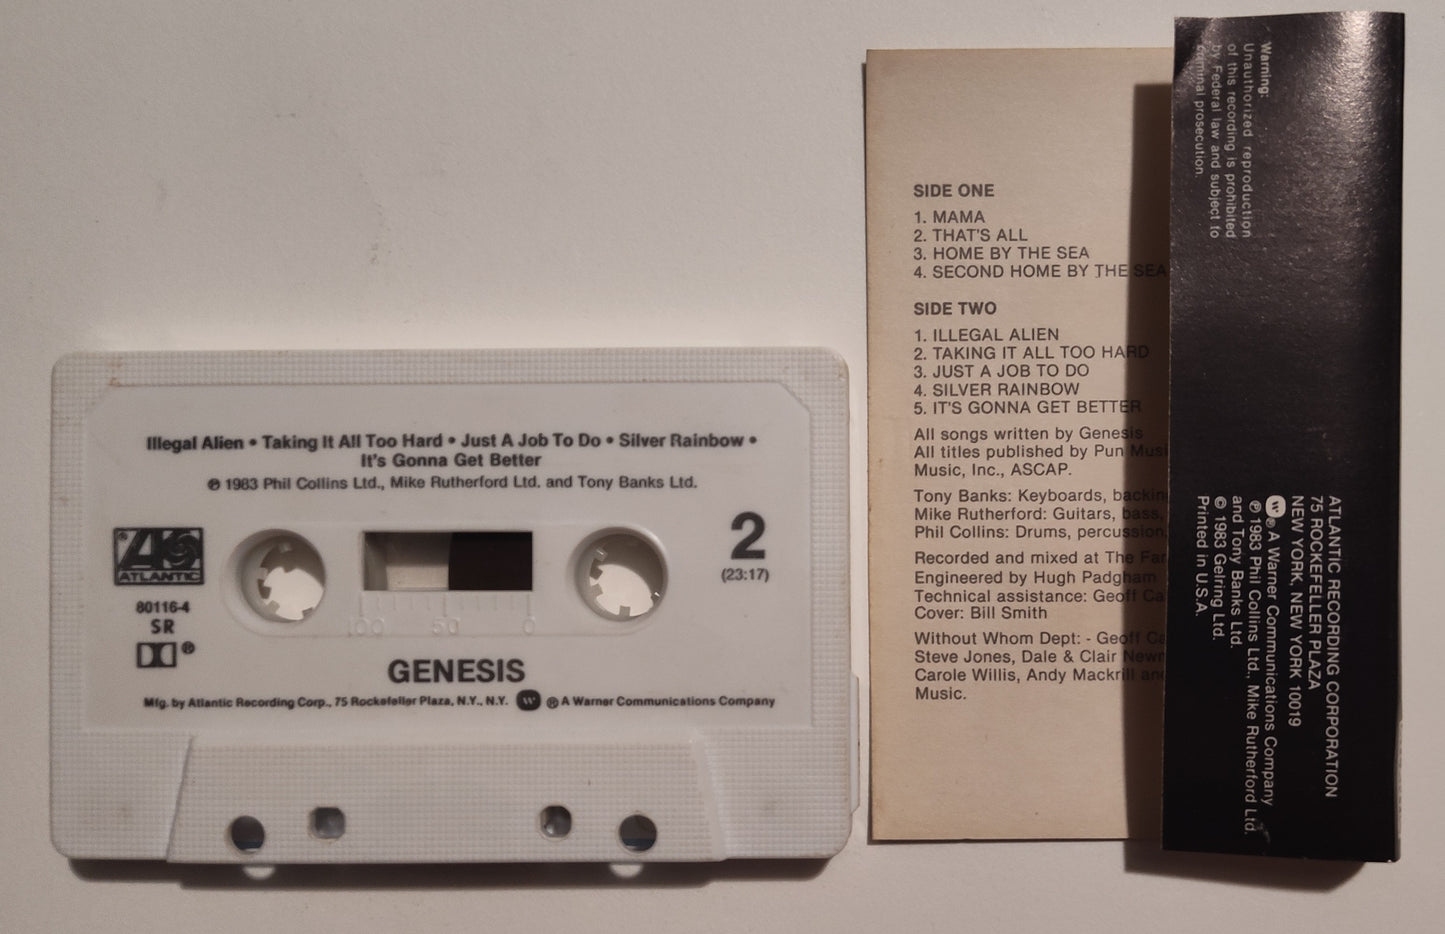 Illegal Alien • Taking It All Too Hard • Just A Job To Do • Silver Rainbow •
It's Gonna Get Better
℗ 1983 Phil Collins Ltd., Mike Rutherford Ltd. and Tony Banks Ltd.
® ATLANTIC
80116-4
SR
®
2
(23:17)
100 50 0
GENESIS
Mfg. by Atlantic Recording Corp., 75 Rockefeller Plaza, N.Y., N.Y. ® A Warner Communications Company
SIDE ONE
1. MAMA
2. THAT'S ALL
3. HOME BY THE SEA
4. SECOND HOME BY THE SEA
SIDE TWO
1. ILLEGAL ALIEN
2. TAKING IT ALL TOO HARD
3. JUST A JOB TO DO
4. SILVER RAINBOW
5. IT'S GONNA GET BETTER
All songs written by Genesis
All titles published by Pun
Music, Inc., ASCAP.
Tony Banks: Keyboards, backing
Mike Rutherford: Guitars, bass,
Phil Collins: Drums, percussion,
Recorded and mixed at The
Engineered by Hugh Padgham
Technical assistance: Geoff
Cover: Bill Smith
Without Whom Dept: - Geoff
Steve Jones, Dale & Clair
Carole Willis, Andy Mackrill and
Music.
Warning:
Unauthorized reproduction
of this recording is prohibited
by Federal law and subject to
criminal prosecution.
ATLANTIC RECORDING CORPORATION
75 ROCKEFELLER PLAZA
NEW YORK, NEW YORK 10019
® A Warner Communications Company
℗ 1983 Phil Collins Ltd., Mike Rutherford Ltd.
and Tony Banks Ltd.
© 1983 Gelring Ltd.
Printed in U.S.A.